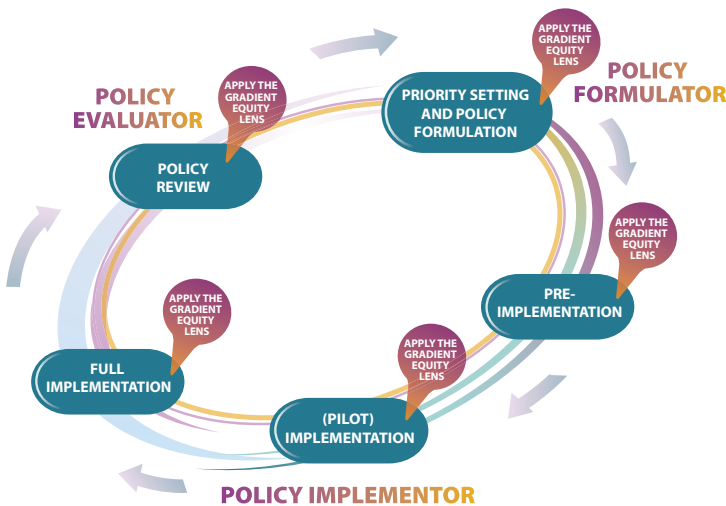 APPLY THE
GRADIENT
EQUITY
LENS
POLICY
FORMULATOR
PRIORITY SETTING
AND POLICY
FORMULATION
POLICY
EVALUATOR
APPLY THE
GRADIENT
EQUITY
LENS
POLICY
REVIEW
APPLY THE
GRADIENT
EQUITY
LENS
PRE-
IMPLEMENTATION
APPLY THE
GRADIENT
EQUITY
LENS
FULL
IMPLEMENTATION
APPLY THE
GRADIENT
EQUITY
LENS
(PILOT)
IMPLEMENTATION
POLICY IMPLEMENTOR